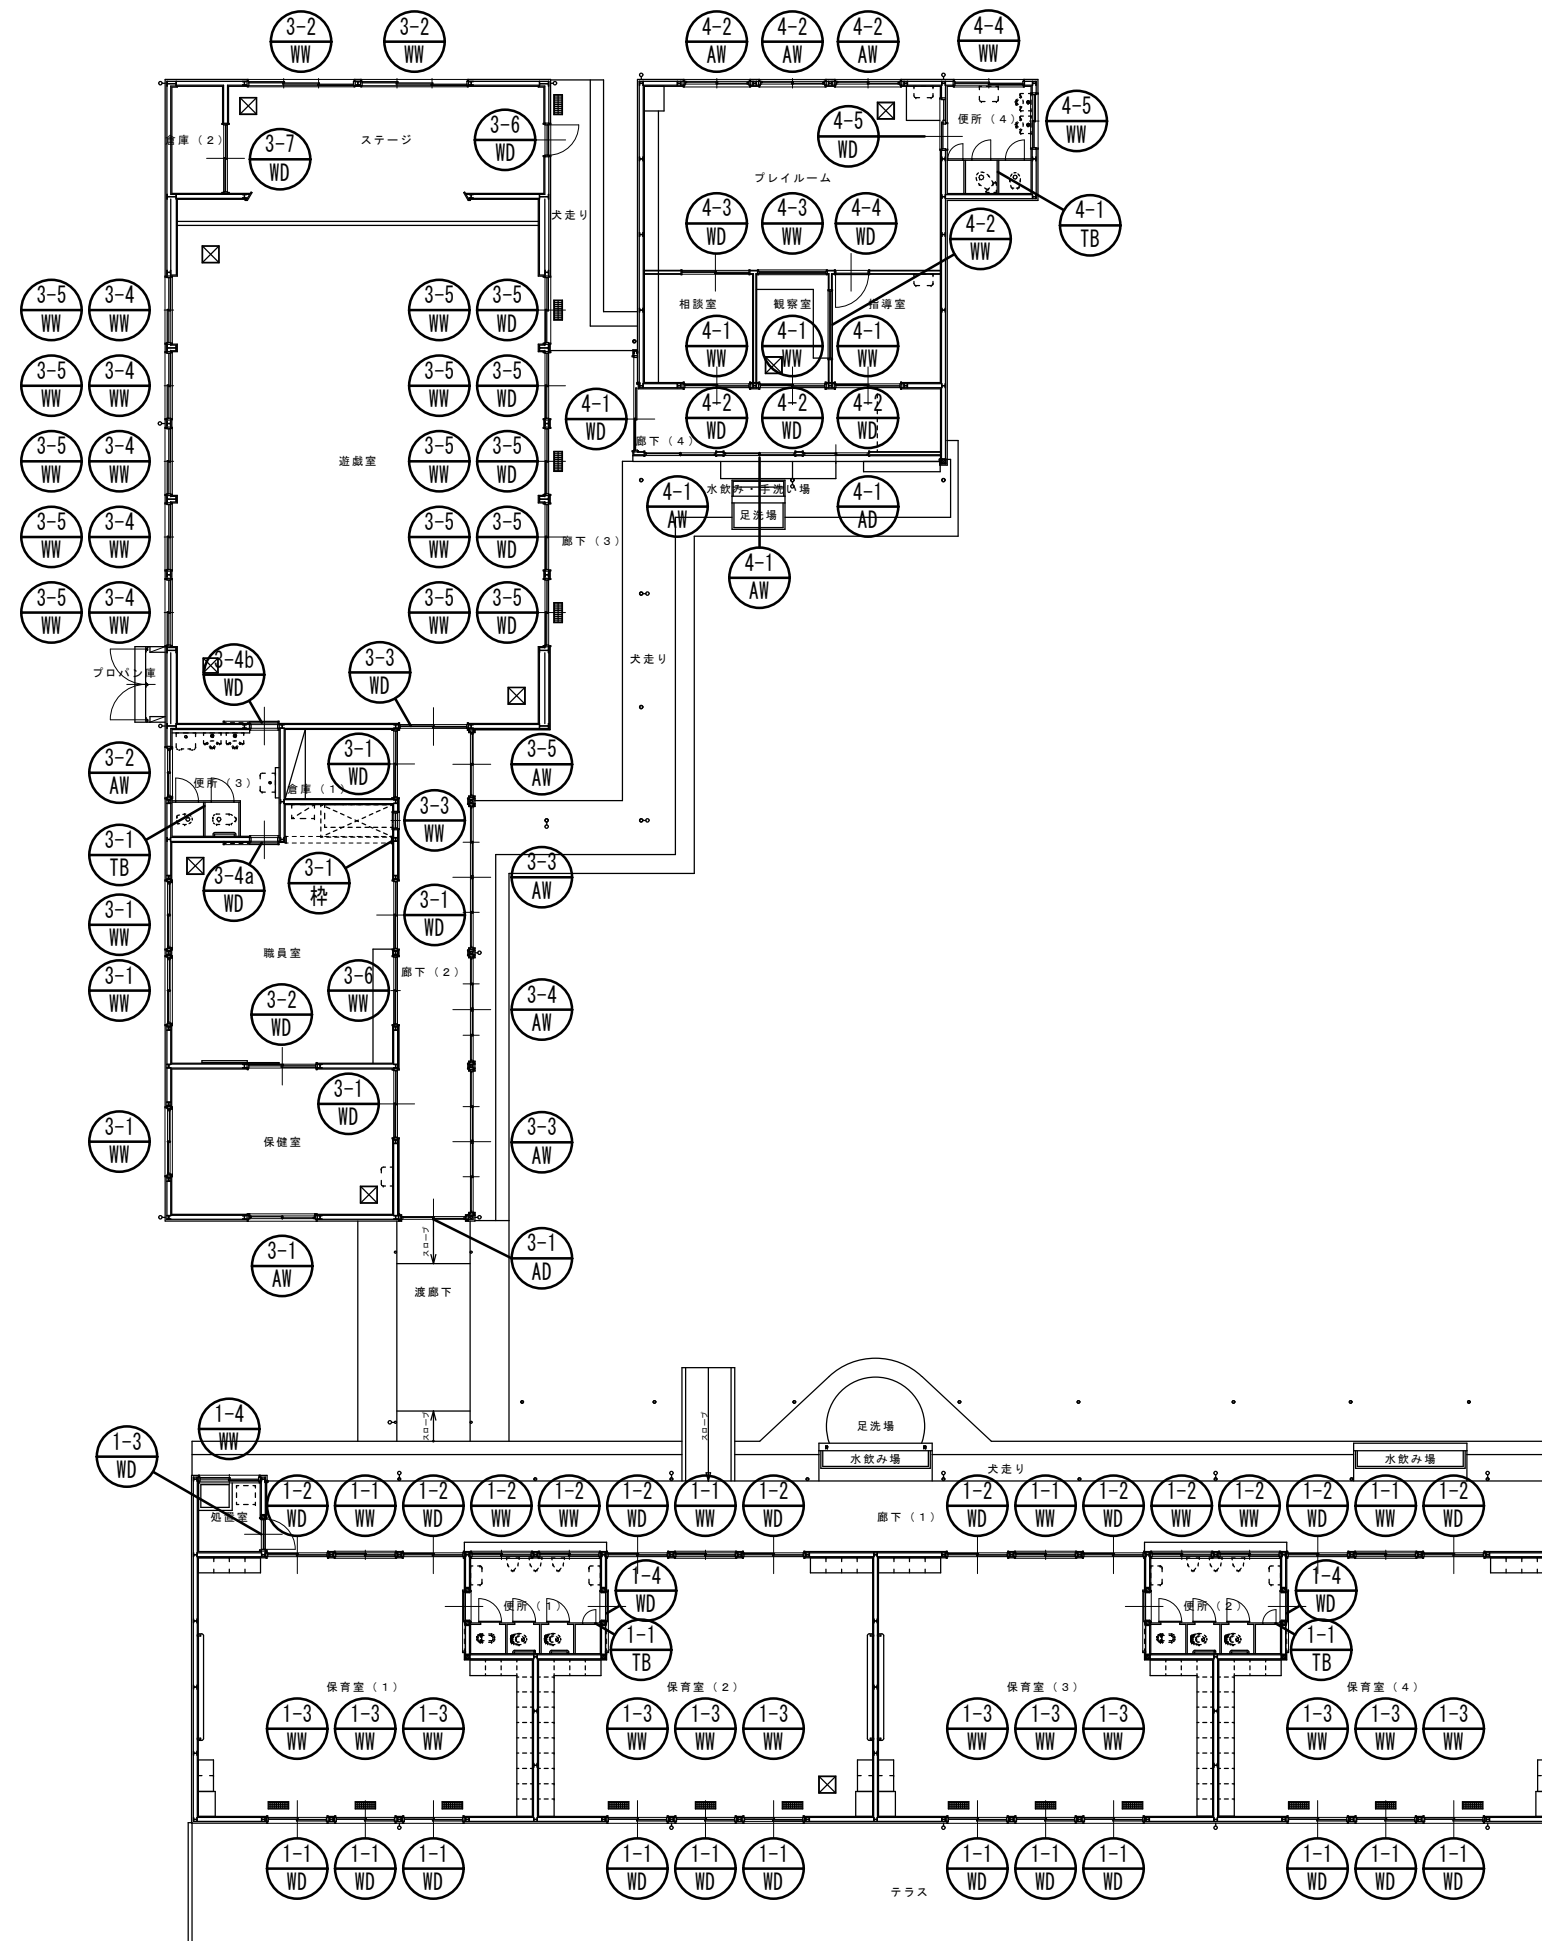 3-2 WW
3-2 WW
4-2 AW
4-2 AW
4-2 AW
4-4 WW
倉庫（2）
3-7 WD
ステージ
3-6 WD
4-5 WD
便所（4）
4-5 WW
プレイルーム
犬走り
4-3 WD
4-3 WW
4-4 WD
4-2 WW
4-1 TB
3-5 WW
3-4 WW
3-5 WW
3-5 WD
相談室
観察室
指導室
4-1 WW
4-1 WW
4-1 WW
3-5 WW
3-4 WW
3-5 WW
3-5 WD
4-1 WD
4-2 WD
4-2 WD
4-2 WD
廊下（4）
3-5 WW
3-4 WW
遊戯室
3-5 WW
3-5 WD
4-1 AW
水飲み・手洗い場
足洗場
4-1 AD
3-5 WW
3-4 WW
3-5 WW
3-5 WD
廊下（3）
4-1 AW
3-5 WW
3-4 WW
3-5 WW
3-5 WD
プロパン庫
3-4b WD
3-3 WD
犬走り
3-2 AW
便所（3）
倉庫（1）
3-1 WD
3-5 AW
3-3 WW
3-1 TB
3-4a WD
3-1 枠
3-3 AW
3-1 WW
3-1 WD
職員室
3-1 WW
3-6 WW
廊下（2）
3-2 WD
3-4 AW
3-1 WD
3-1 WW
保健室
3-3 AW
3-1 AW
スロープ
3-1 AD
渡廊下
スロープ
スロープ
足洗場
1-4 WW
1-3 WD
水飲み場
水飲み場
犬走り
処置室
1-2 WD
1-1 WW
1-2 WD
1-2 WW
1-2 WW
1-2 WD
1-1 WW
1-2 WD
廊下（1）
1-2 WD
1-1 WW
1-2 WD
1-2 WW
1-2 WW
1-2 WD
1-1 WW
1-2 WD
便所（1）
1-4 WD
1-1 TB
便所（2）
1-4 WD
1-1 TB
保育室（1）
保育室（2）
保育室（3）
保育室（4）
1-3 WW
1-3 WW
1-3 WW
1-3 WW
1-3 WW
1-3 WW
1-3 WW
1-3 WW
1-3 WW
1-3 WW
1-3 WW
1-3 WW
1-1 WD
1-1 WD
1-1 WD
1-1 WD
1-1 WD
1-1 WD
1-1 WD
1-1 WD
1-1 WD
1-1 WD
1-1 WD
1-1 WD
テラス